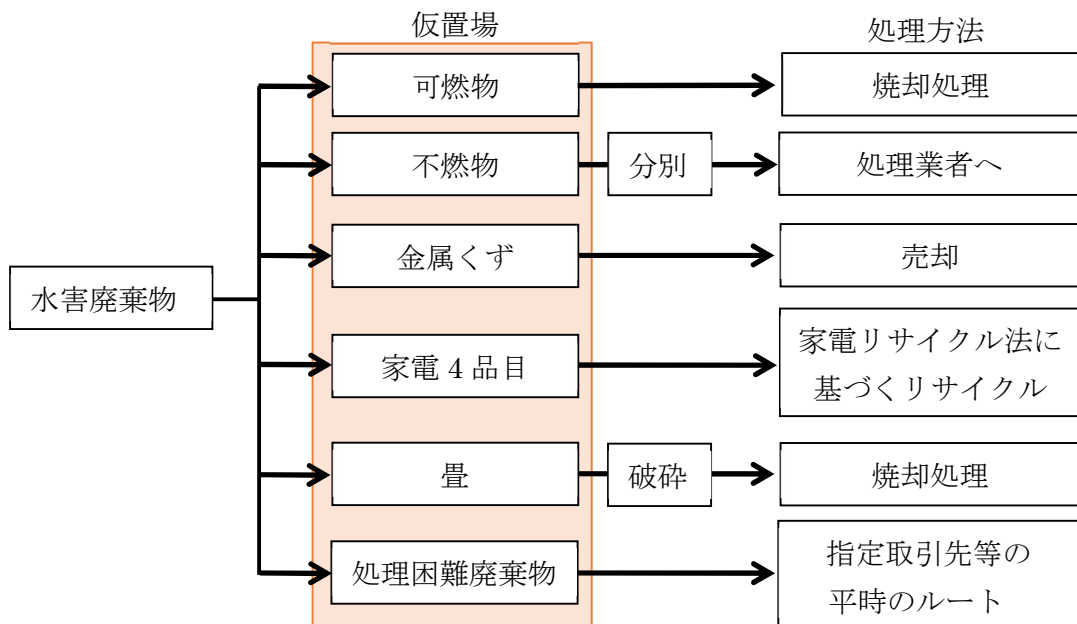 仮置場
処理方法
可燃物
焼却処理
不燃物
分別
処理業者へ
金属くず
売却
水害廃棄物
家電4品目
家電リサイクル法に
基づくリサイクル
畳
破砕
焼却処理
処理困難廃棄物
指定取引先等の
平時のルート